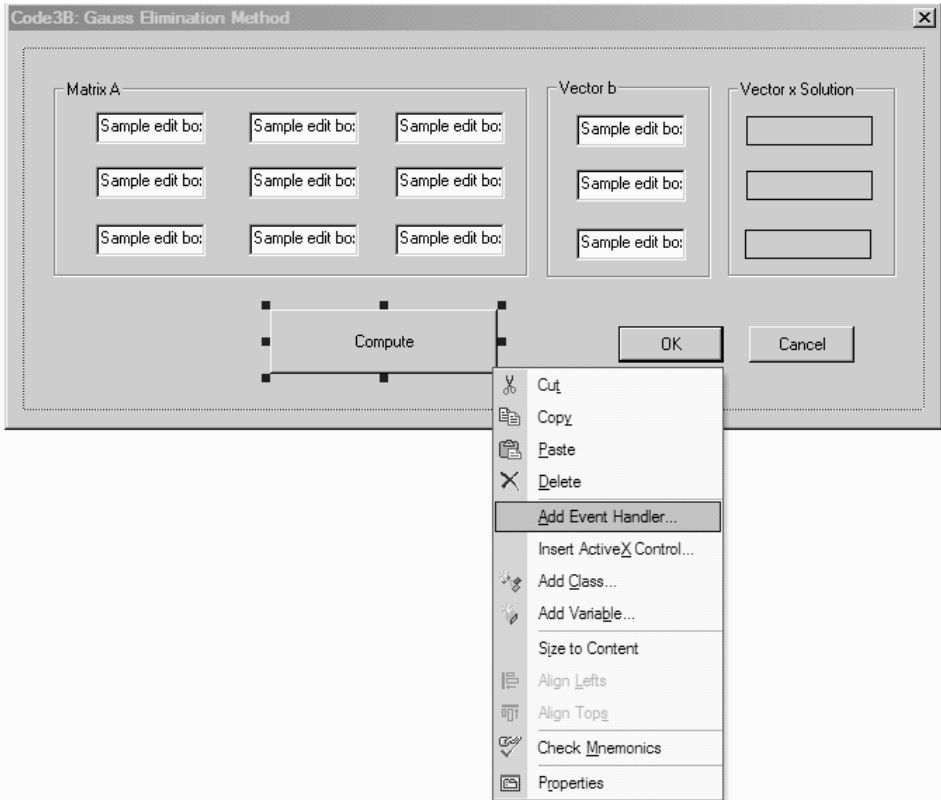 Code3B: Gauss Elimination Method
Matrix A
Vector b
Vector x Solution
Sample edit bo: Sample edit bo: Sample edit bo: Sample edit bo:
Sample edit bo: Sample edit bo: Sample edit bo: Sample edit bo:
Sample edit bo: Sample edit bo: Sample edit bo: Sample edit bo:
Compute
OK
Cancel
Cut
Copy
Paste
Delete
Add Event Handler...
Insert ActiveX Control...
Add Class...
Add Variable...
Size to Content
Align Lefts
Align Tops
Check Mnemonics
Properties